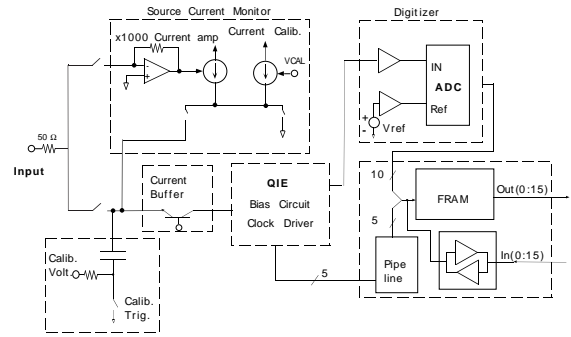 Source Current Monitor
x1000 Current amp
Current Calib.
VCAL
-
+
Digitizer
IN
ADC
Ref
+
-
Vref
50 Ω
Input
Current
Buffer
QIE
Bias Circuit
Clock Driver
10
5
FRAM
Out(0:15)
In(0:15)
Pipe
line
5
Calib.
Volt.
Calib.
Trig.